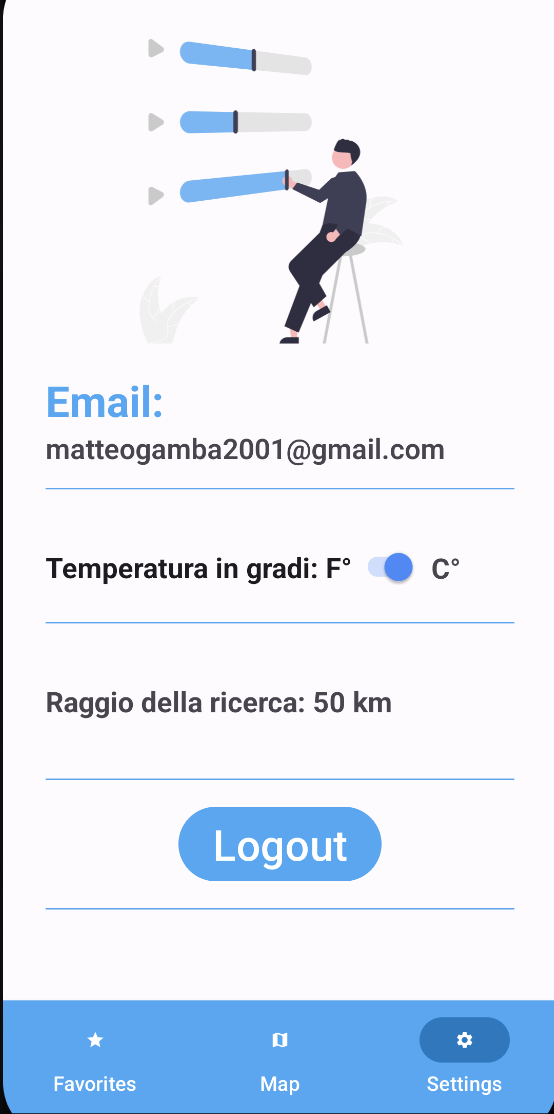 Email:
matteogamba2001@gmail.com
Temperatura in gradi: F° C°
Raggio della ricerca: 50 km
Logout
Favorites Map Settings